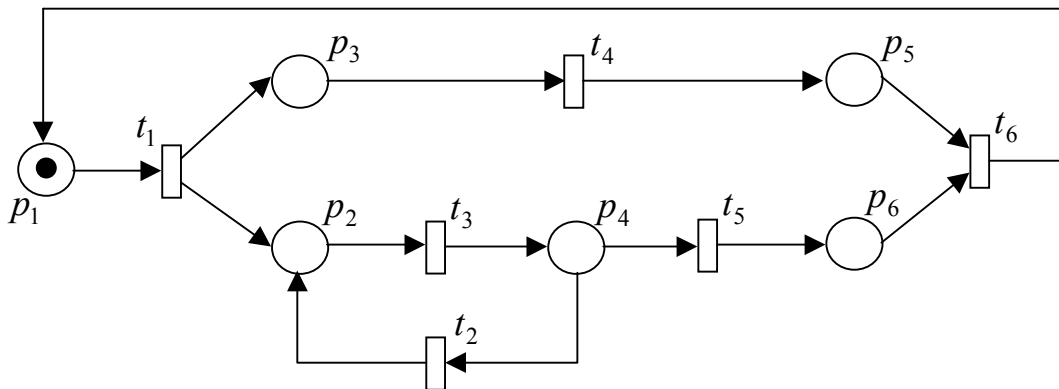 p₃
t₄
p₅
t₁
t₆
p₁
p₂
t₃
p₄
t₅
p₆
t₂